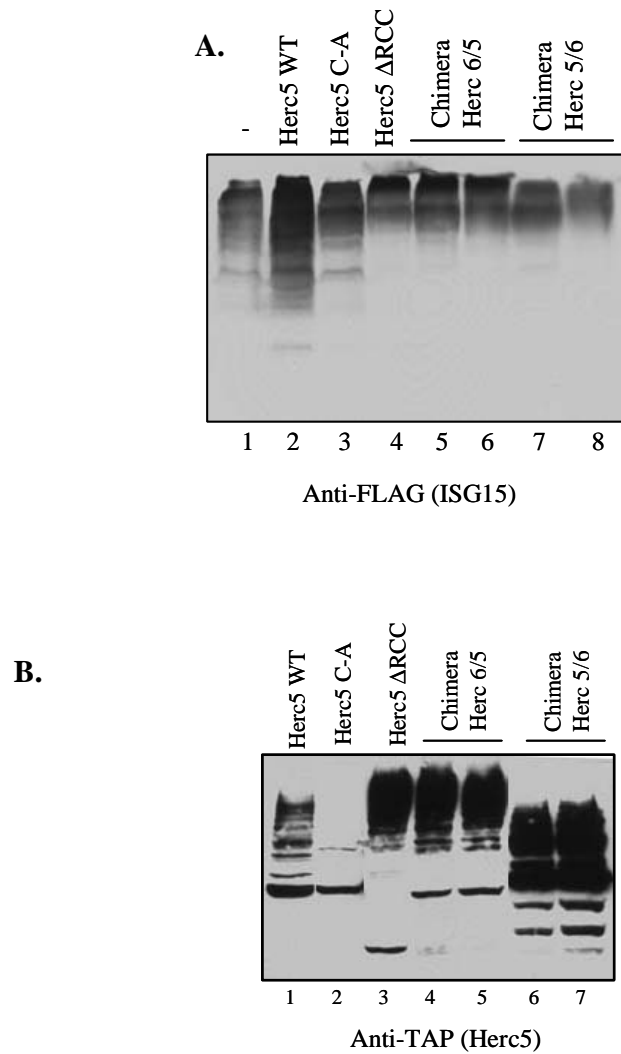 A.
-
Herc5 WT
Herc5 C-A
Herc5 ΔRCC
Chimera
Herc 6/5
Chimera
Herc 5/6
1 2 3 4 5 6 7 8
Anti-FLAG (ISG15)
B.
Herc5 WT
Herc5 C-A
Herc5 ΔRCC
Chimera
Herc 6/5
Chimera
Herc 5/6
1 2 3 4 5 6 7
Anti-TAP (Herc5)